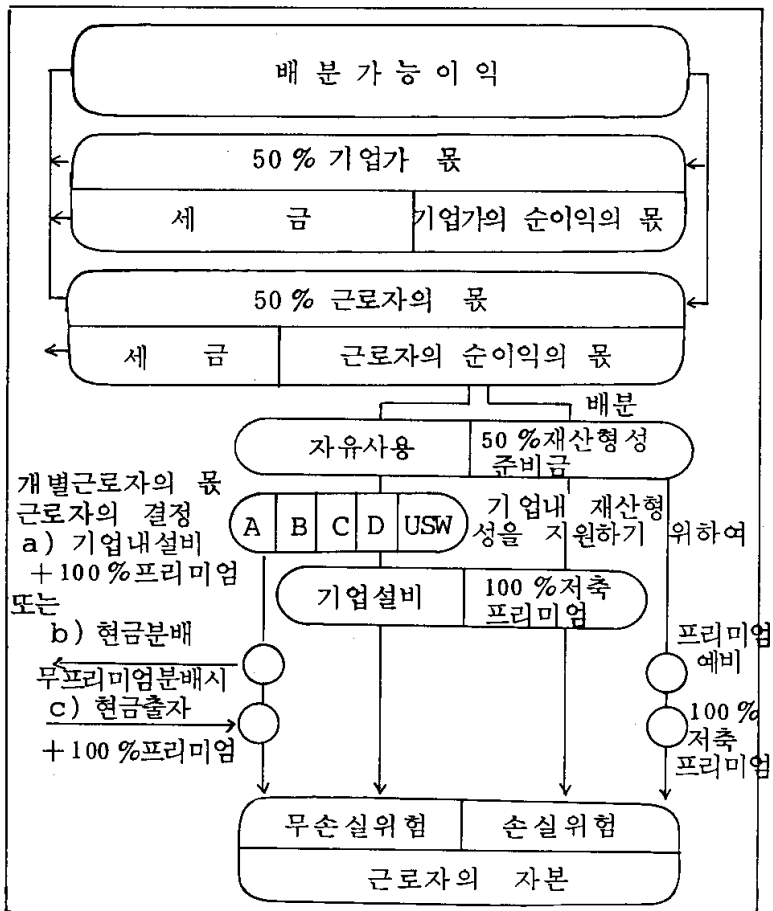 배분가능이익
50% 기업가 몫
세 금 기업가의 순이익의 몫
50% 근로자의 몫
세 금 근로자의 순이익의 몫
배분
자유사용 50%재산형성
준비금
개별근로자의 몫
근로자의 결정
a) 기업내설비
+100%프리미엄
또는
b) 현금분배
무프리미엄분배시
c) 현금출자
+100%프리미엄
A B C D USW
기업내 재산형
성을 지원하기 위하여
기업설비 100%저축
프리미엄
프리미엄
예비
100%
저축
프리미엄
무손실위험 손실위험
근로자의 자본